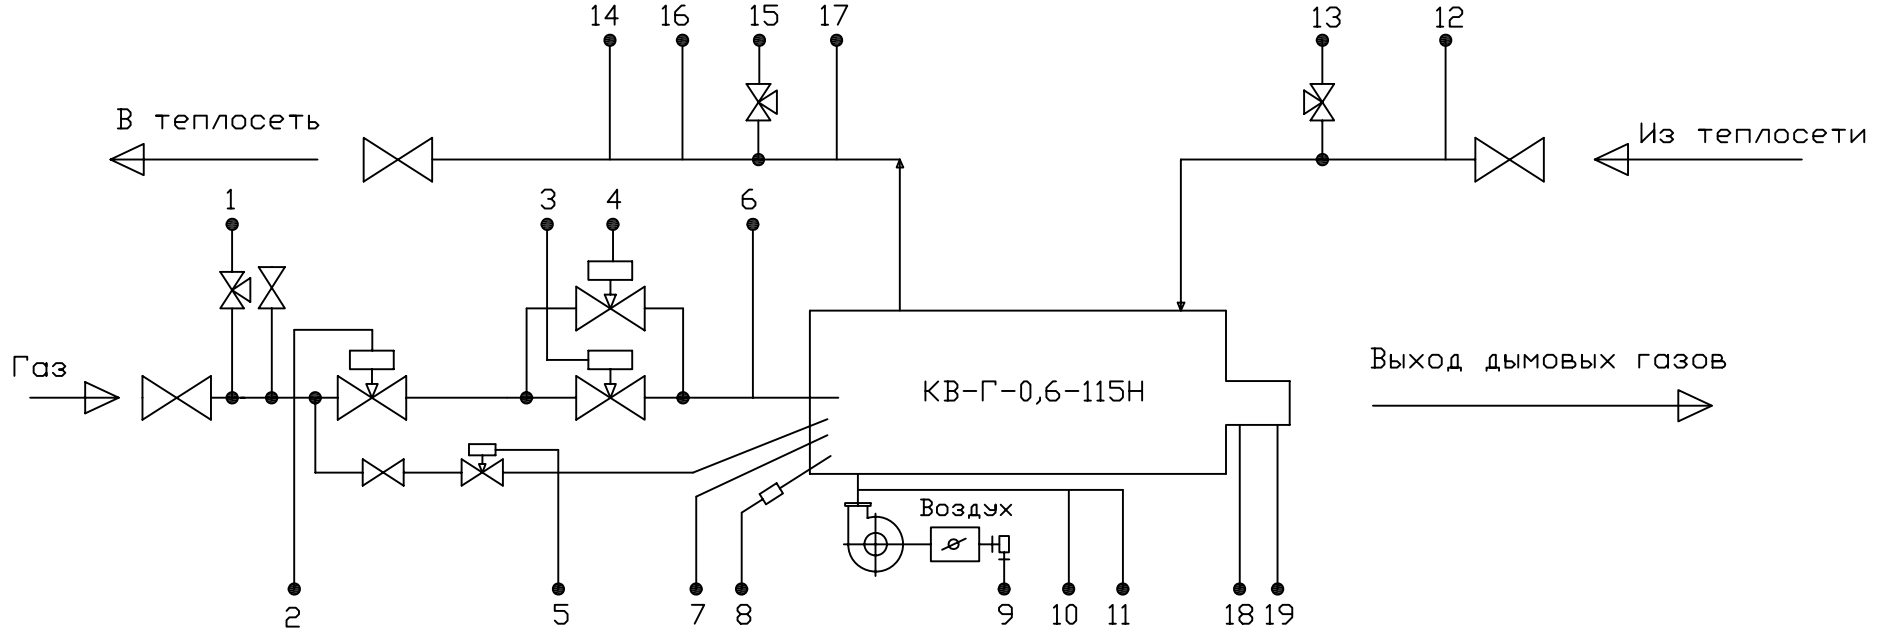 14 16 15 17 13 12
В теплосеть
Из теплосети
1 3 4 6
Газ
Выход дымовых газов
КВ-Г-0,6-115Н
Воздух
2 5 7 8 9 10 11 18 19